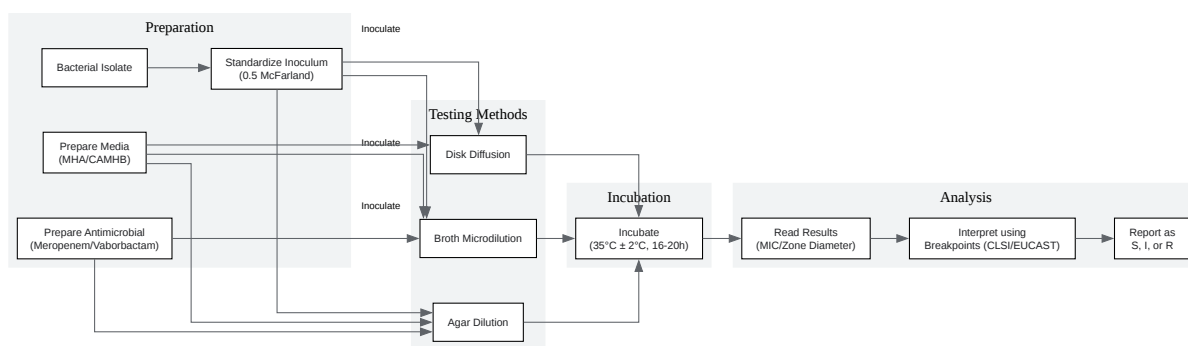 Preparation
Inoculate
Bacterial Isolate
Standardize Inoculum
(0.5 McFarland)
Testing Methods
Prepare Media
(MHA/CAMHB)
Inoculate
Disk Diffusion
Inoculate
Incubation
Analysis
Prepare Antimicrobial
(Meropenem/Vaborbactam)
Broth Microdilution
Incubate
(35°C ± 2°C, 16-20h)
Read Results
(MIC/Zone Diameter)
Interpret using
Breakpoints (CLSI/EUCAST)
Report as
S, I, or R
Agar Dilution